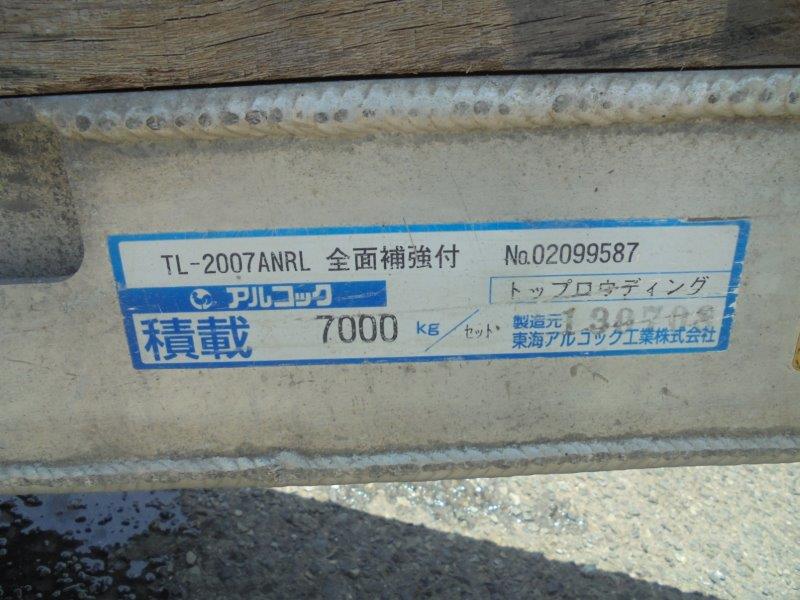 TL-2007ANRL 全面補強付 No.02099587
アルコック トップロウディング
積載 7000 kg/セット 製造元
東海アルコック工業株式会社